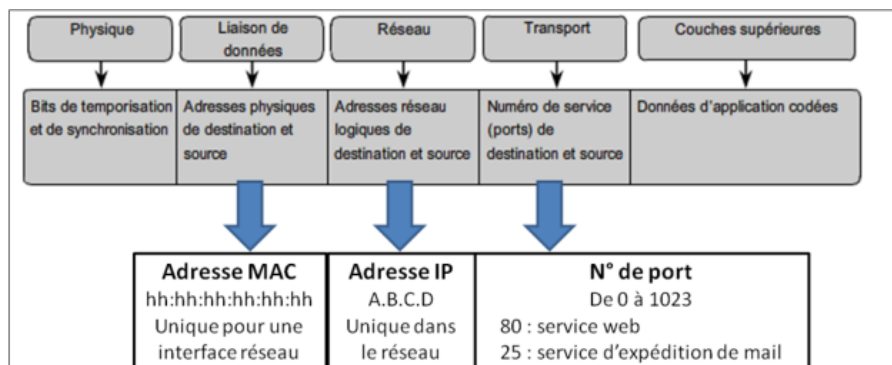 Physique
Liaison de
données
Réseau
Transport
Couches supérieures
Bits de temporisation
et de synchronisation
Adresses physiques
de destination et
source
Adresses réseau
logiques de
destination et source
Numéro de service
(ports) de
destination et source
Données d'application codées
Adresse MAC
hh:hh:hh:hh:hh:hh
Unique pour une
interface réseau
Adresse IP
A.B.C.D
Unique dans
le réseau
N° de port
De 0 à 1023
80 : service web
25 : service d'expédition de mail